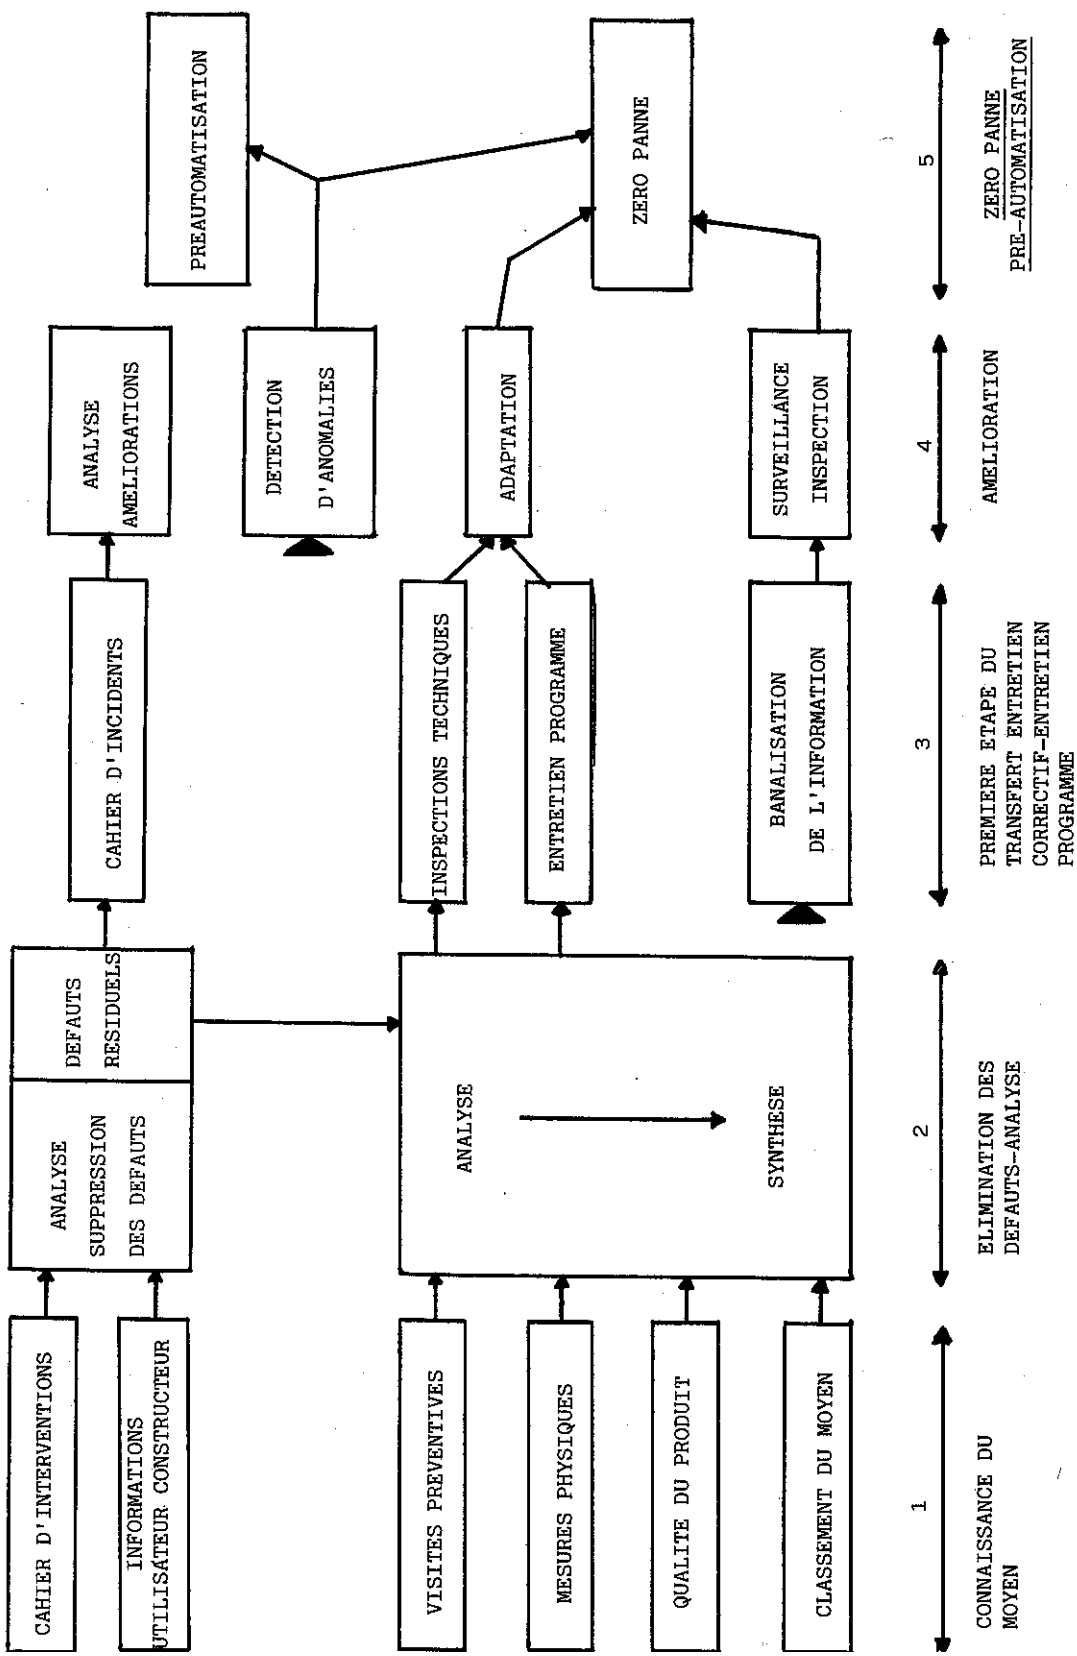 CAHIER D'INTERVENTIONS
INFORMATIONS
UTILISATEUR CONSTRUCTEUR
VISITES PREVENTIVES
MESURES PHYSIQUES
QUALITE DU PRODUIT
CLASSEMENT DU MOYEN
1
CONNAISSANCE DU
MOYEN
ANALYSE
SUPPRESSION
DES DEFAUTS
DEFAUTS
RESIDUELS
ANALYSE
SYNTHESE
2
ELIMINATION DES
DEFAUTS-ANALYSE
CAHIER D'INCIDENTS
INSPECTIONS TECHNIQUES
ENTRETIEN PROGRAMME
BANALISATION
DE L'INFORMATION
3
PREMIERE ETAPE DU
TRANSFERT ENTRETIEN
CORRECTIF-ENTRETIEN
PROGRAMME
ANALYSE
AMELIORATIONS
DETECTION
D'ANOMALIES
ADAPTATION
SURVEILLANCE
INSPECTION
4
AMELIORATION
PREAUTOMATISATION
ZERO PANNE
5
ZERO PANNE
PRE-AUTOMATISATION